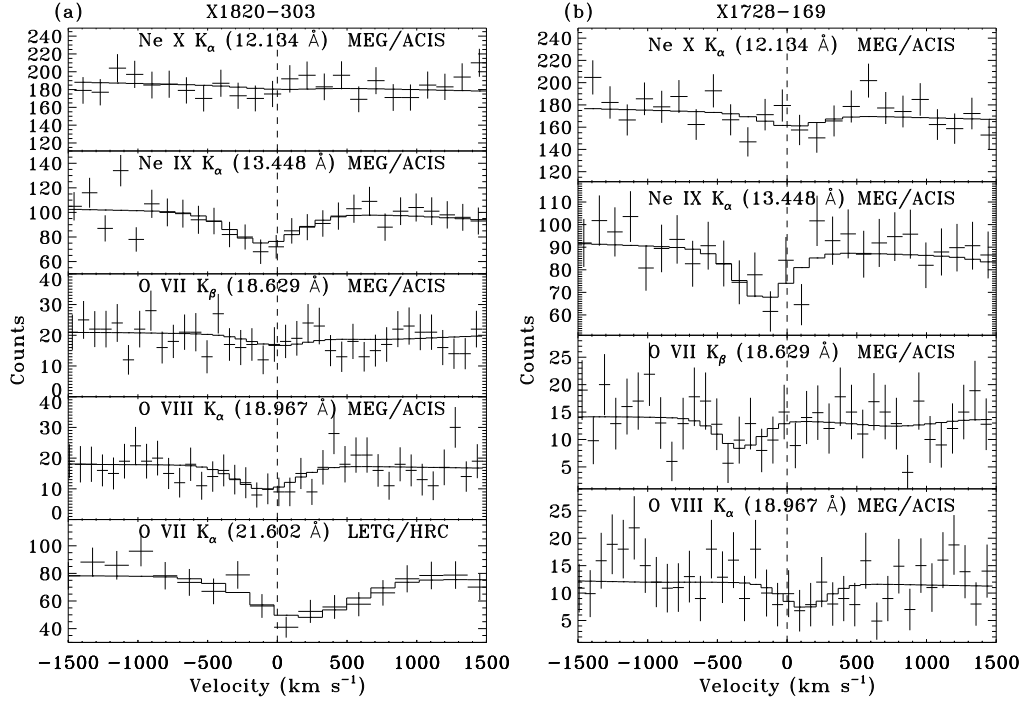 (a) X1820−303
Ne X Kα (12.134 Å) MEG/ACIS
240
220
200
180
160
140
120
Ne IX Kα (13.448 Å) MEG/ACIS
140
120
100
80
60
O VII Kβ (18.629 Å) MEG/ACIS
40
30
20
10
0
O VIII Kα (18.967 Å) MEG/ACIS
40
30
20
10
0
O VII Kα (21.602 Å) LETG/HRC
100
80
60
40
Counts
−1500 −1000 −500 0 500 1000 1500
Velocity (km s⁻¹)
(b) X1728−169
Ne X Kα (12.134 Å) MEG/ACIS
240
220
200
180
160
140
120
Ne IX Kα (13.448 Å) MEG/ACIS
110
100
90
80
70
60
O VII Kβ (18.629 Å) MEG/ACIS
25
20
15
10
5
O VIII Kα (18.967 Å) MEG/ACIS
25
20
15
10
5
Counts
−1500 −1000 −500 0 500 1000 1500
Velocity (km s⁻¹)